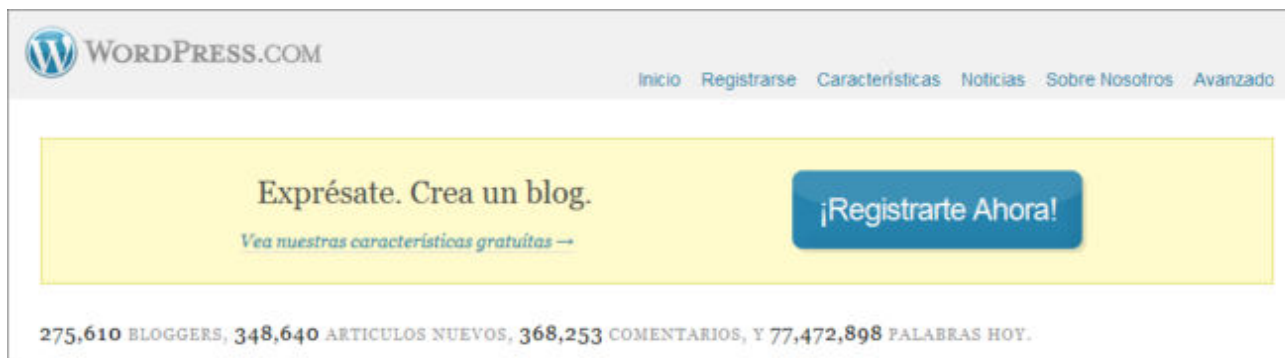 WORDPRESS.COM
Inicio Registrarse Características Noticias Sobre Nosotros Avanzado
Exprésate. Crea un blog.
¡Registrarte Ahora!
Vea nuestras características gratuítas →
275,610 BLOGGERS, 348,640 ARTICULOS NUEVOS, 368,253 COMENTARIOS, Y 77,472,898 PALABRAS HOY.